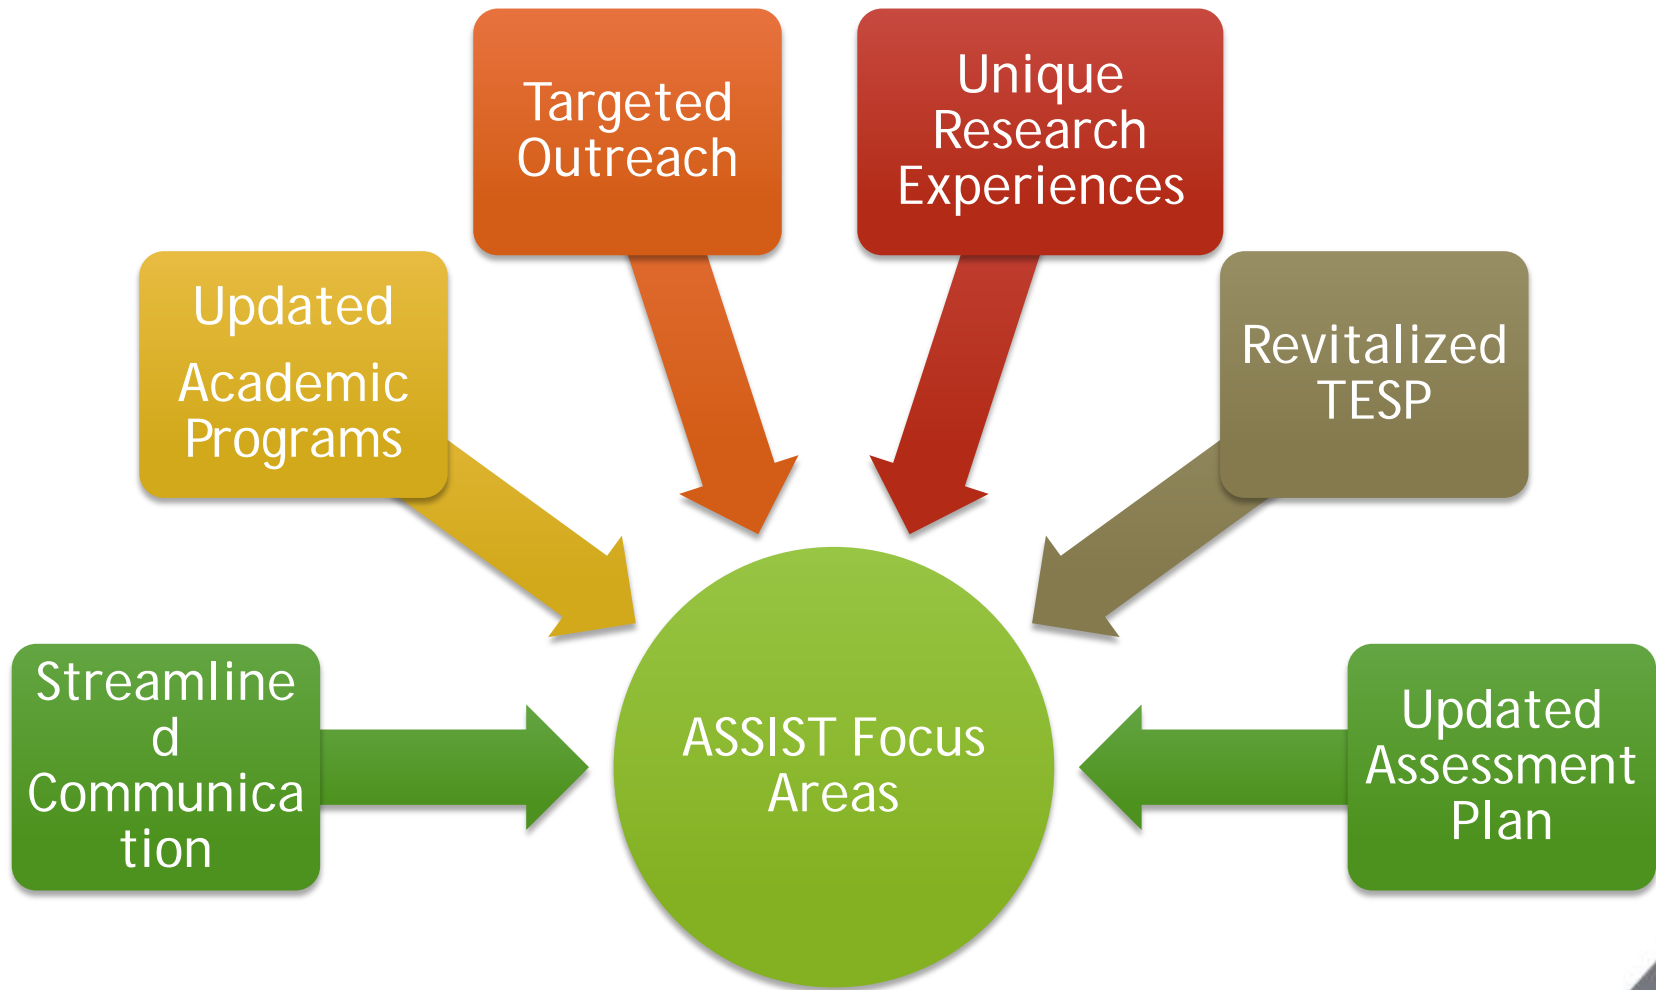 Targeted
Outreach
Unique
Research
Experiences
Updated
Academic
Programs
Revitalized
TESP
Streamline
d
Communica
tion
ASSIST Focus
Areas
Updated
Assessment
Plan